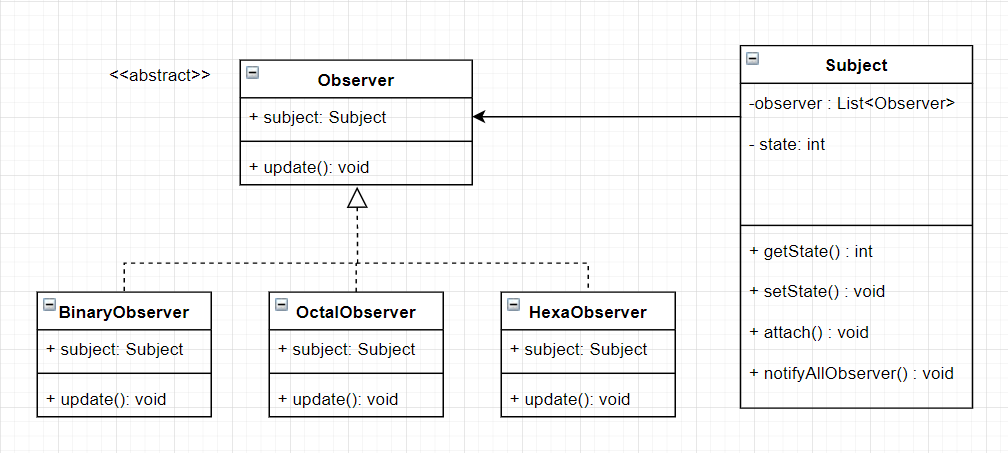 <<abstract>>
Observer
+ subject: Subject
+ update(): void
Subject
-observer : List<Observer>
- state: int
+ getState() : int
+ setState() : void
+ attach() : void
+ notifyAllObserver() : void
BinaryObserver
+ subject: Subject
+ update(): void
OctalObserver
+ subject: Subject
+ update(): void
HexaObserver
+ subject: Subject
+ update(): void